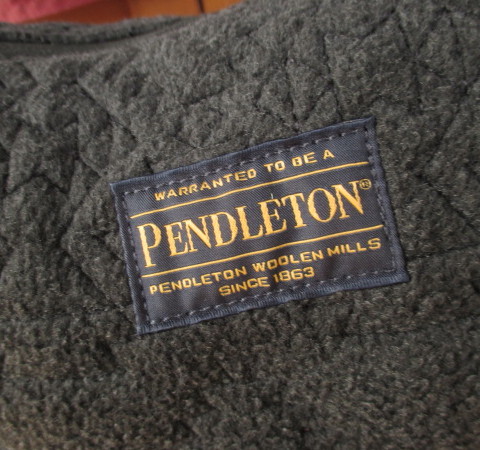 WARRANTED TO BE A
PENDLETON®
PENDLETON WOOLEN MILLS
SINCE 1863